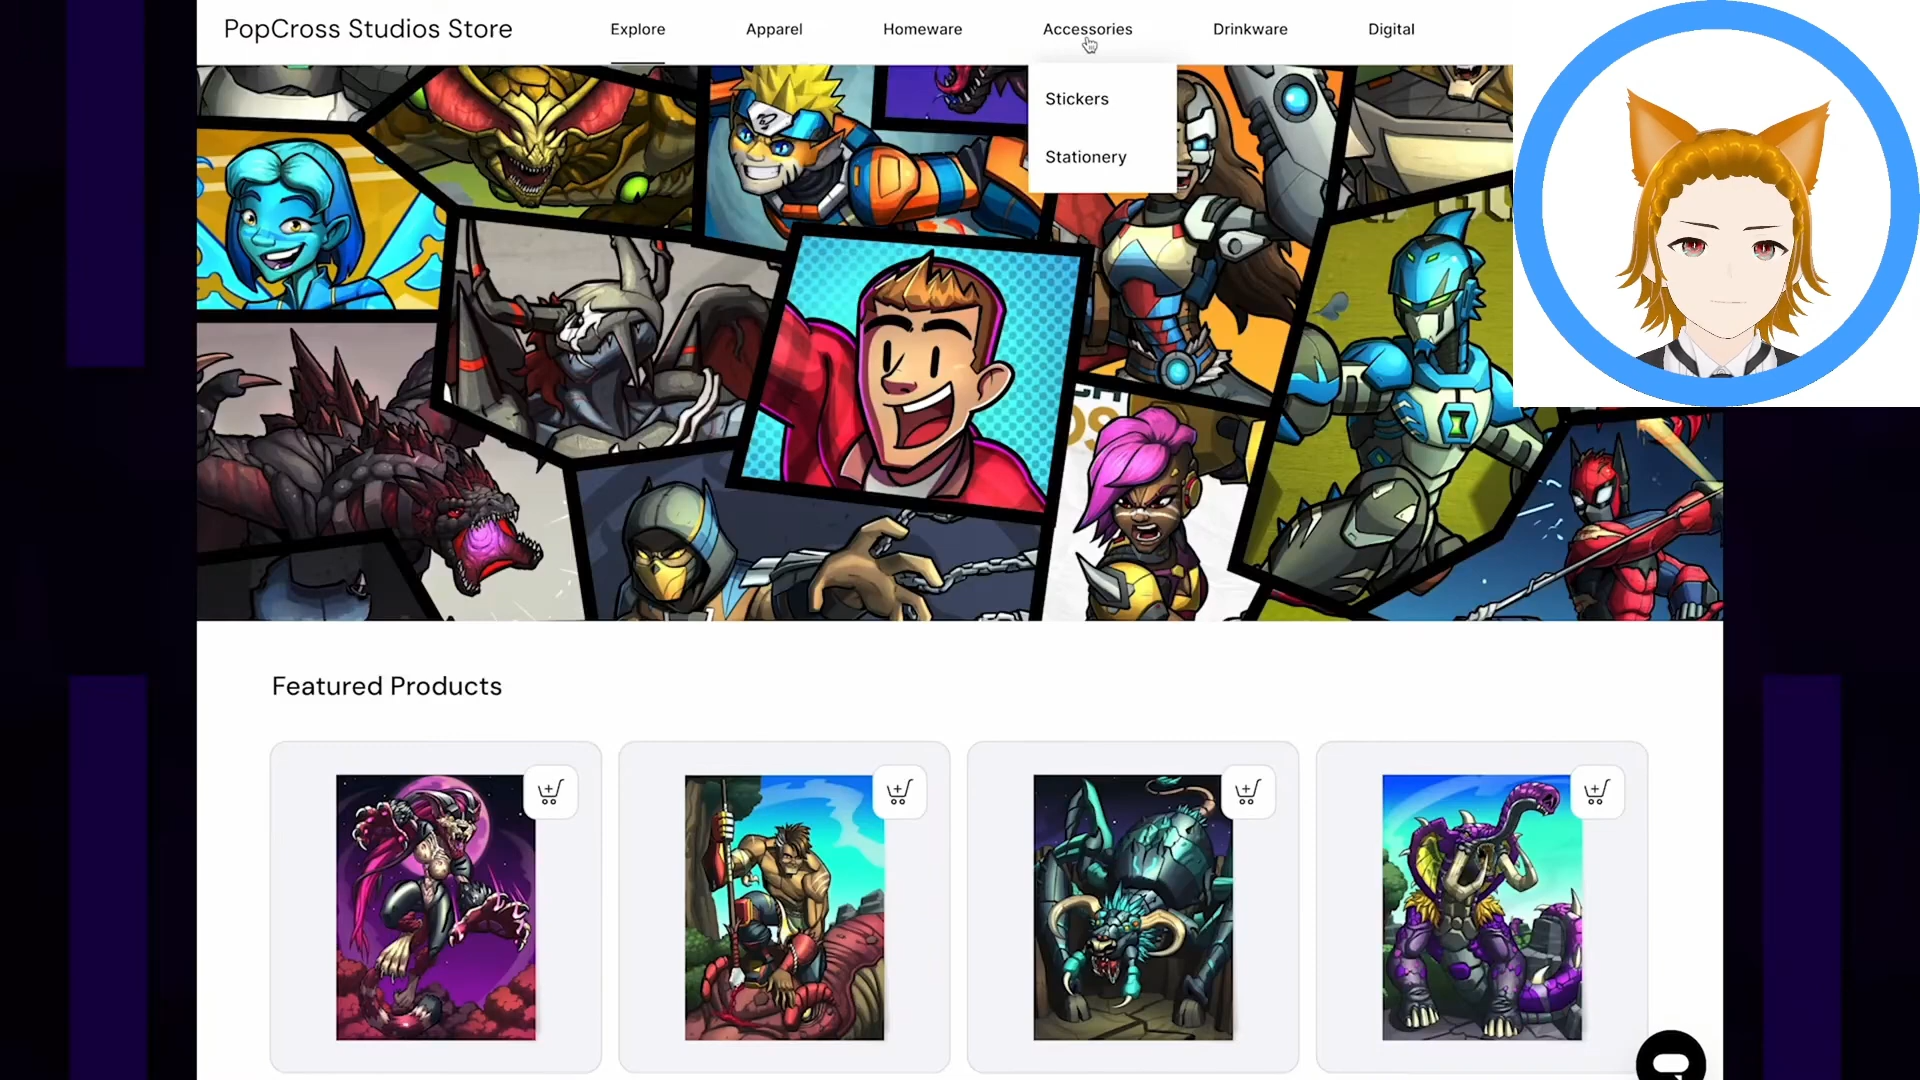 PopCross Studios Store
Explore
Apparel
Homeware
Accessories
Drinkware
Digital
Stickers
Stationery
Featured Products